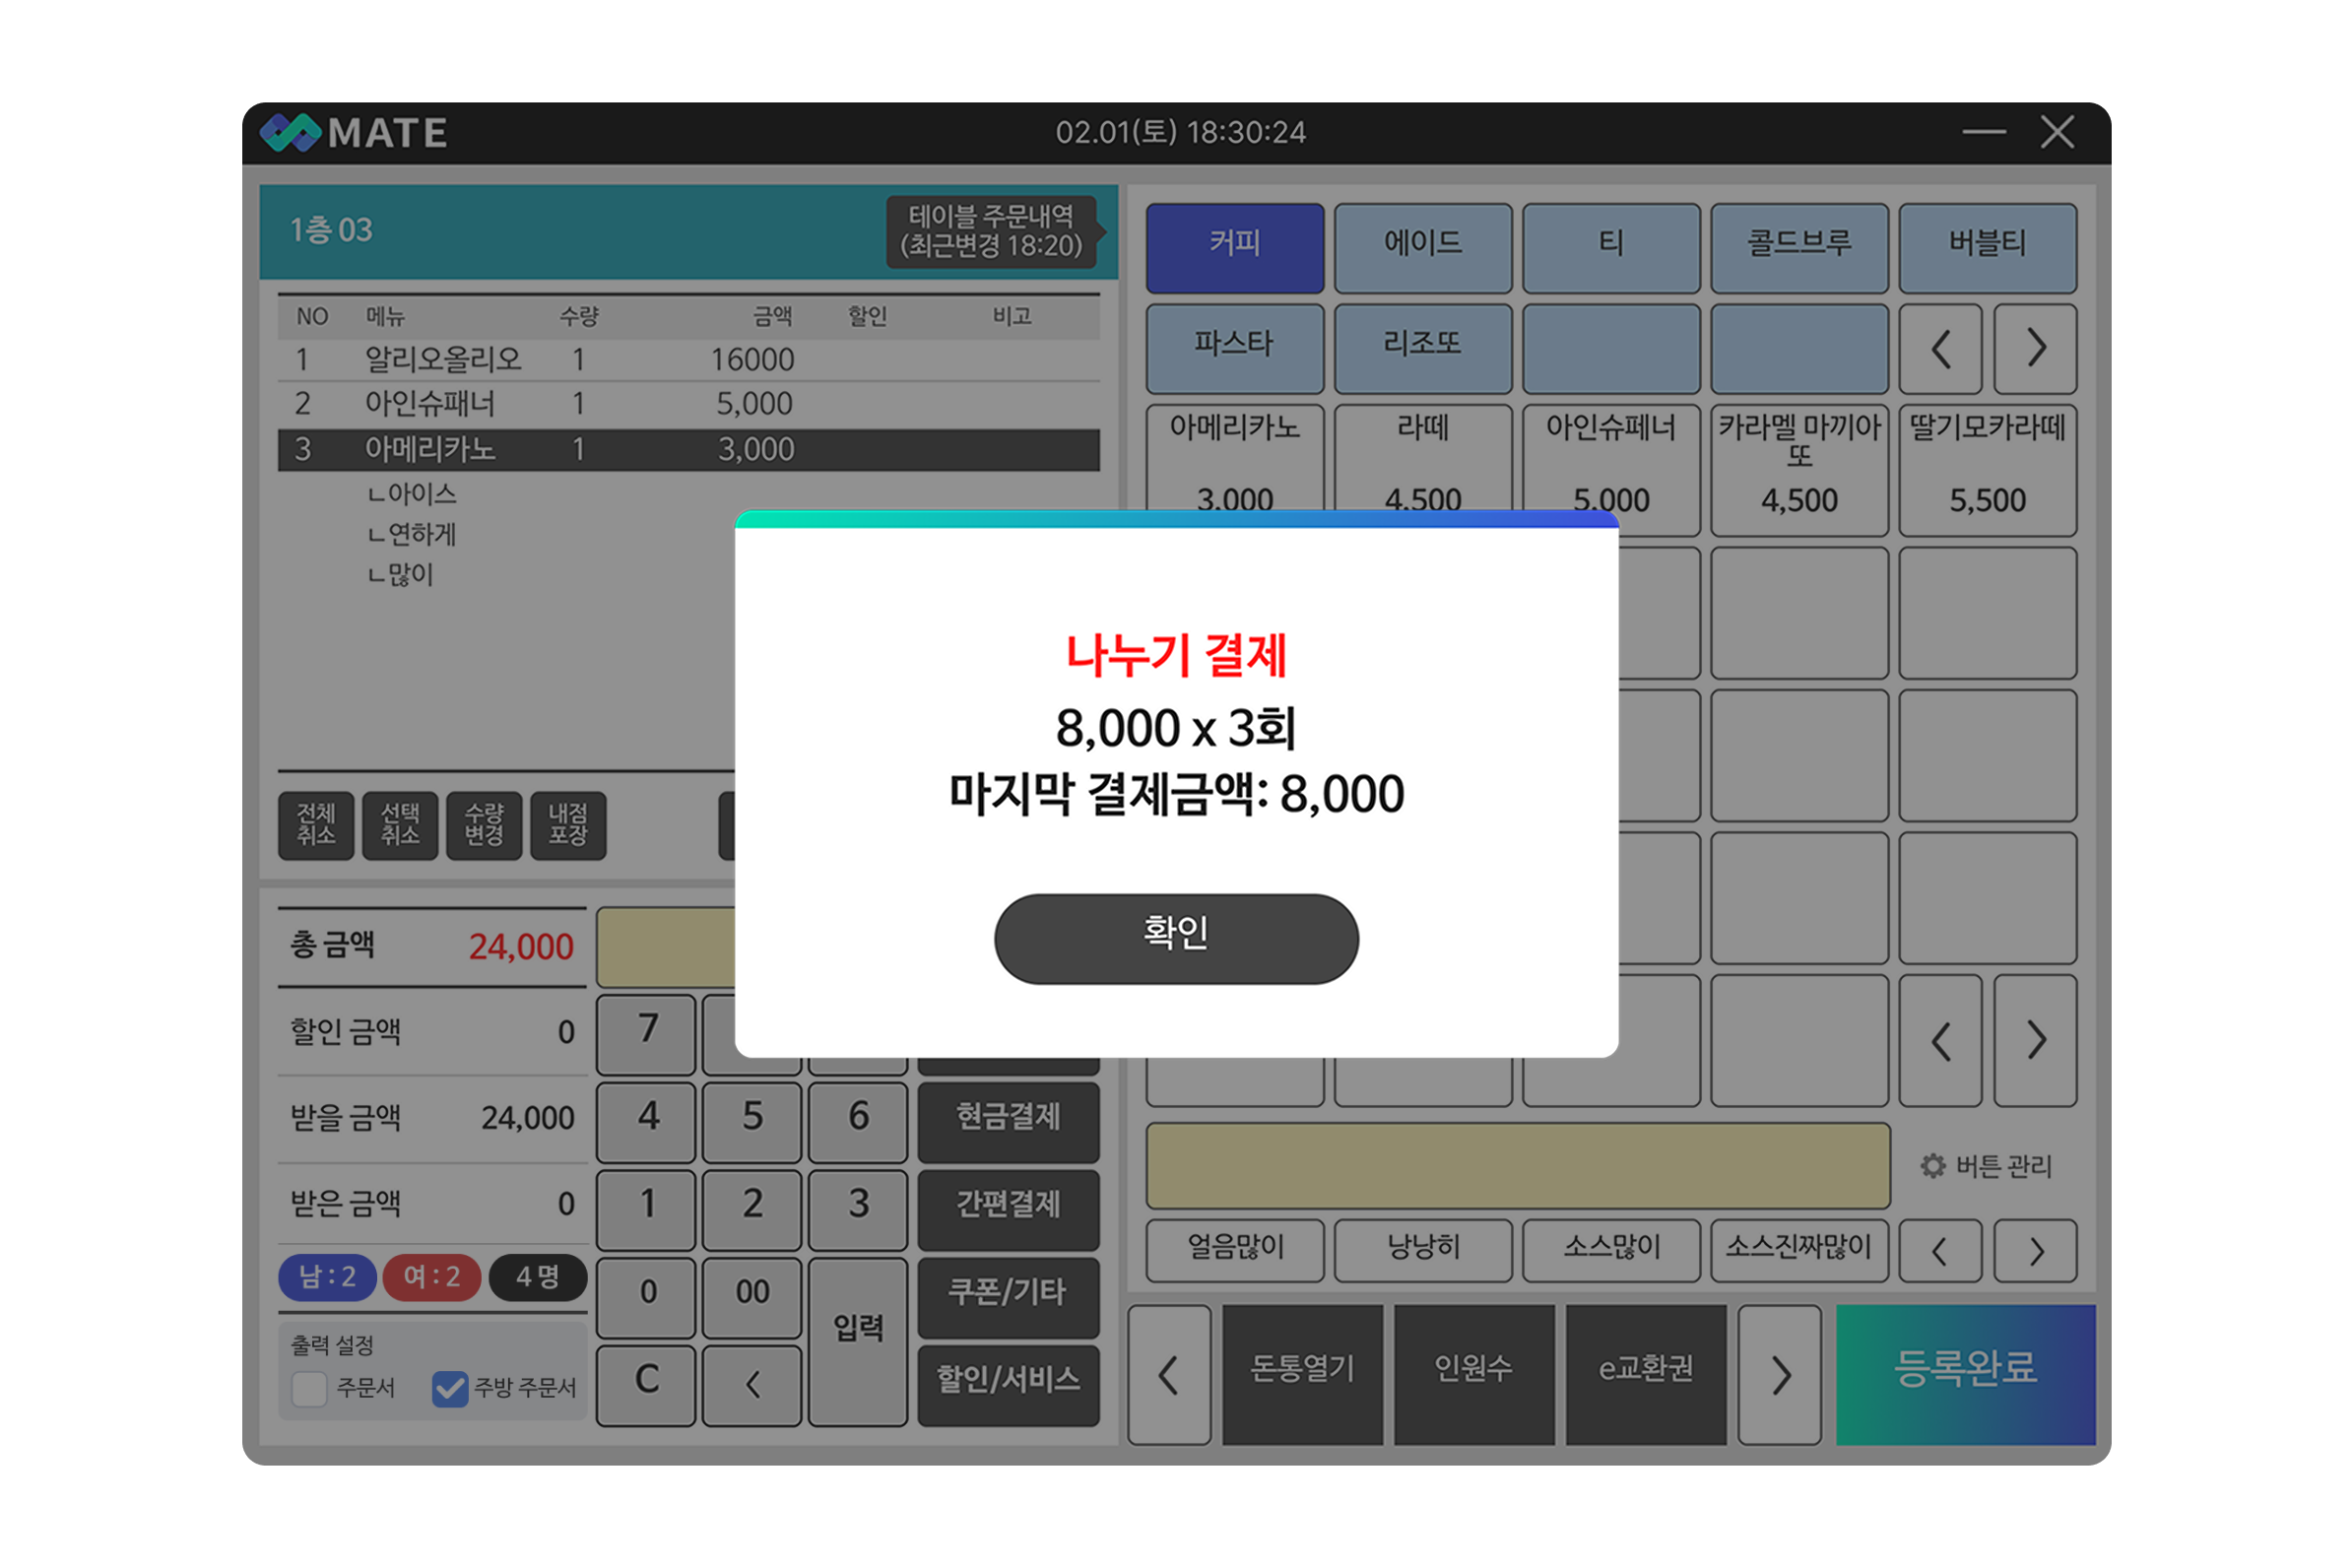 MATE
02.01(토) 18:30:24
1층 03
테이블 주문내역
(최근변경 18:20)
NO 메뉴 수량 금액 할인 비고
1 알리오올리오 1 16000
2 아인슈패너 1 5,000
3 아메리카노 1 3,000
ㄴ아이스
ㄴ연하게
ㄴ많이
전체
취소
선택
취소
수량
변경
내점
포장
총 금액 24,000
할인 금액 0
받을 금액 24,000
받은 금액 0
남 : 2 여 : 2 4 명
출력 설정
주문서 주방 주문서
7
4 5 6 현금결제
1 2 3 간편결제
0 00 입력 쿠폰/기타
C < 할인/서비스
나누기 결제
8,000 x 3회
마지막 결제금액: 8,000
확인
커피 에이드 티 콜드브루 버블티
파스타 리조또
아메리카노
3,000
라떼
4,500
아인슈페너
5,000
카라멜 마끼아
또
4,500
딸기모카라떼
5,500
버튼 관리
얼음많이 낭낭히 소스많이 소스진짜많이
돈통열기 인원수 e교환권 등록완료